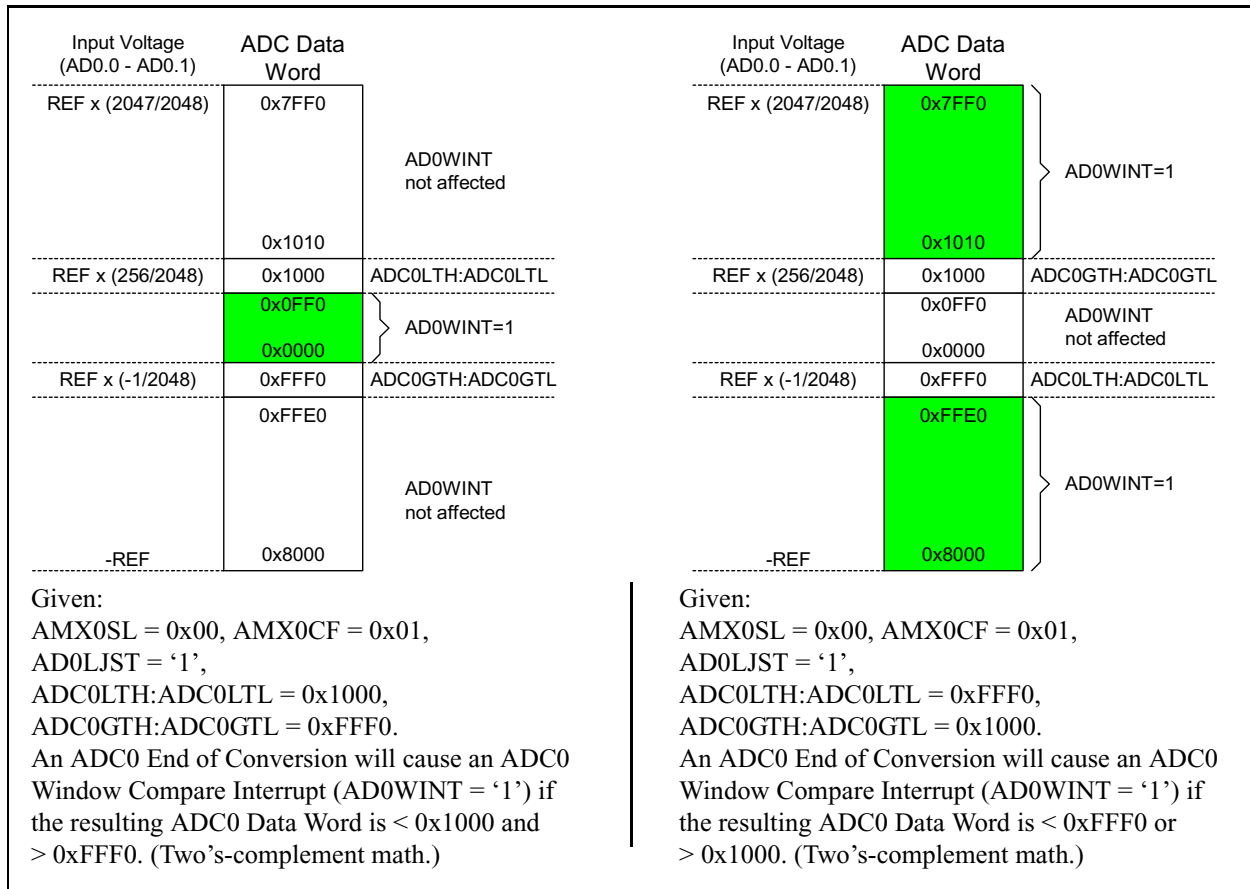 Input Voltage
(AD0.0 - AD0.1)
ADC Data
Word
REF x (2047/2048)
0x7FF0
AD0WINT
not affected
0x1010
REF x (256/2048)
0x1000
ADC0LTH:ADC0LTL
0x0FF0
AD0WINT=1
0x0000
REF x (-1/2048)
0xFFF0
ADC0GTH:ADC0GTL
0xFFE0
AD0WINT
not affected
-REF
0x8000
Given:
AMX0SL = 0x00, AMX0CF = 0x01,
AD0LJST = ‘1’,
ADC0LTH:ADC0LTL = 0x1000,
ADC0GTH:ADC0GTL = 0xFFF0.
An ADC0 End of Conversion will cause an ADC0
Window Compare Interrupt (AD0WINT = ‘1’) if
the resulting ADC0 Data Word is < 0x1000 and
> 0xFFF0. (Two’s-complement math.)
Input Voltage
(AD0.0 - AD0.1)
ADC Data
Word
REF x (2047/2048)
0x7FF0
AD0WINT=1
0x1010
REF x (256/2048)
0x1000
ADC0GTH:ADC0GTL
0x0FF0
AD0WINT
not affected
0x0000
REF x (-1/2048)
0xFFF0
ADC0LTH:ADC0LTL
0xFFE0
AD0WINT=1
-REF
0x8000
Given:
AMX0SL = 0x00, AMX0CF = 0x01,
AD0LJST = ‘1’,
ADC0LTH:ADC0LTL = 0xFFF0,
ADC0GTH:ADC0GTL = 0x1000.
An ADC0 End of Conversion will cause an ADC0
Window Compare Interrupt (AD0WINT = ‘1’) if
the resulting ADC0 Data Word is < 0xFFF0 or
> 0x1000. (Two’s-complement math.)